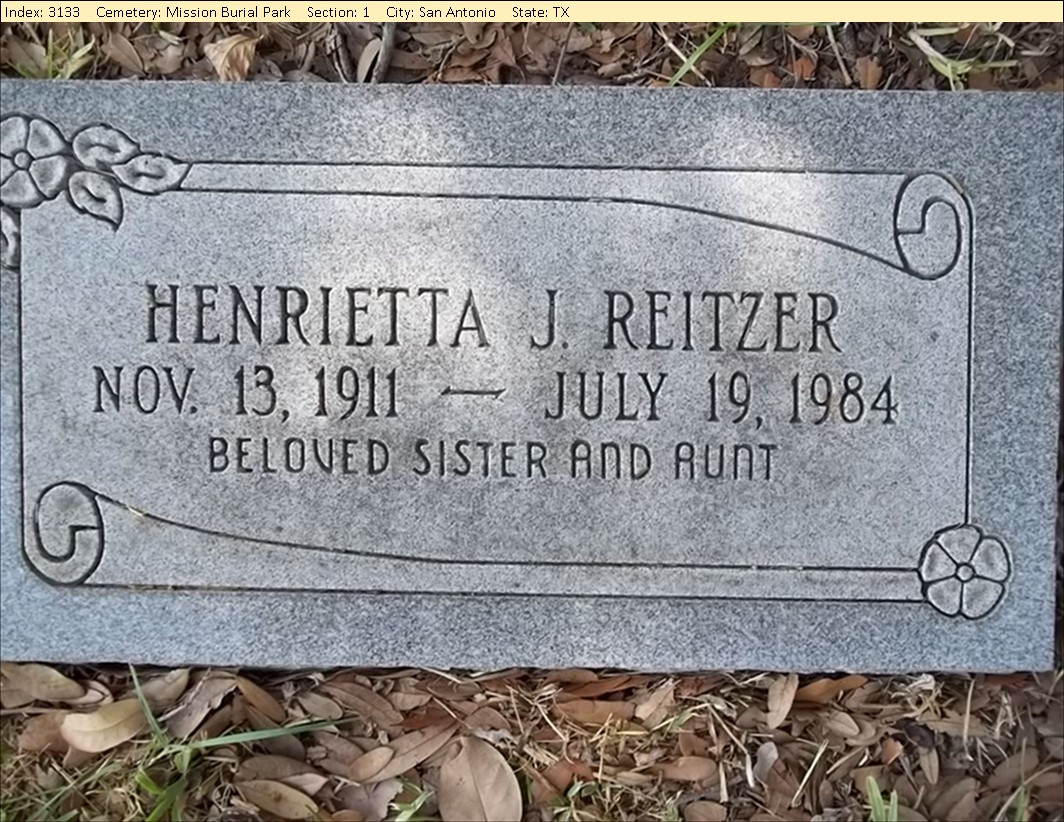 Index: 3133 Cemetery: Mission Burial Park Section: 1 City: San Antonio State: TX
HENRIETTA J. REITZER
NOV. 13, 1911 — JULY 19, 1984
BELOVED SISTER AND AUNT